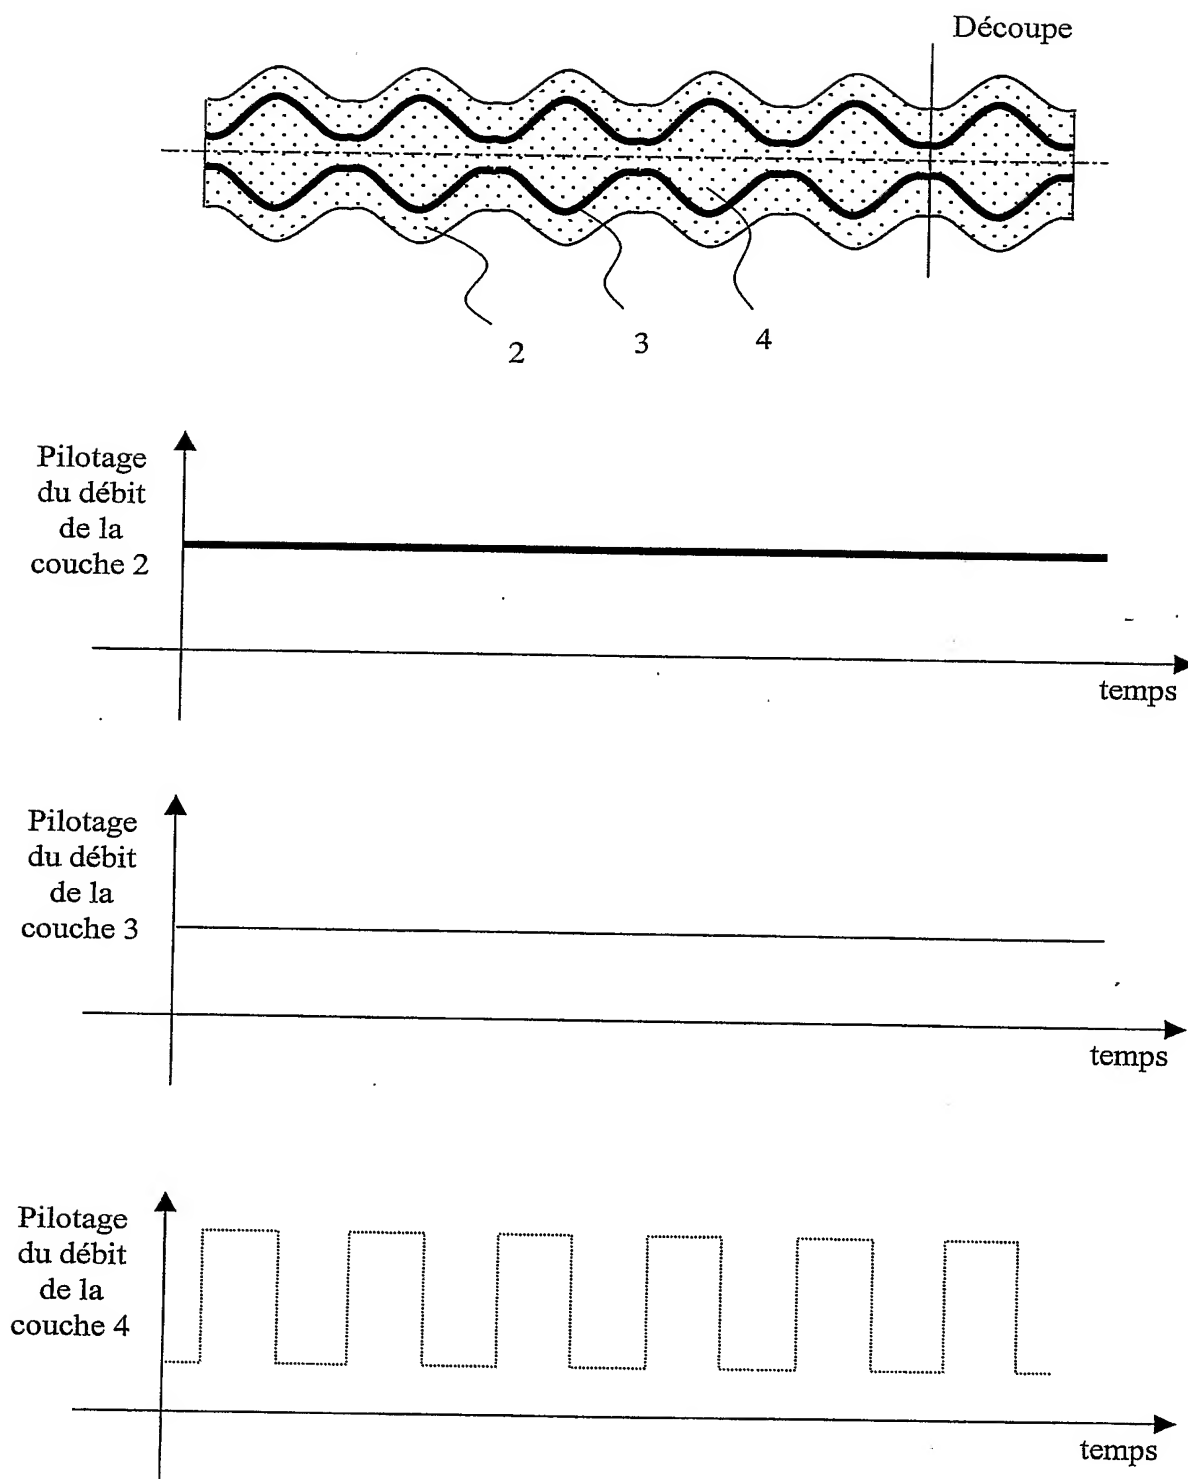 Découpe
2
3
4
Pilotage
du débit
de la
couche 2
temps
Pilotage
du débit
de la
couche 3
temps
Pilotage
du débit
de la
couche 4
temps